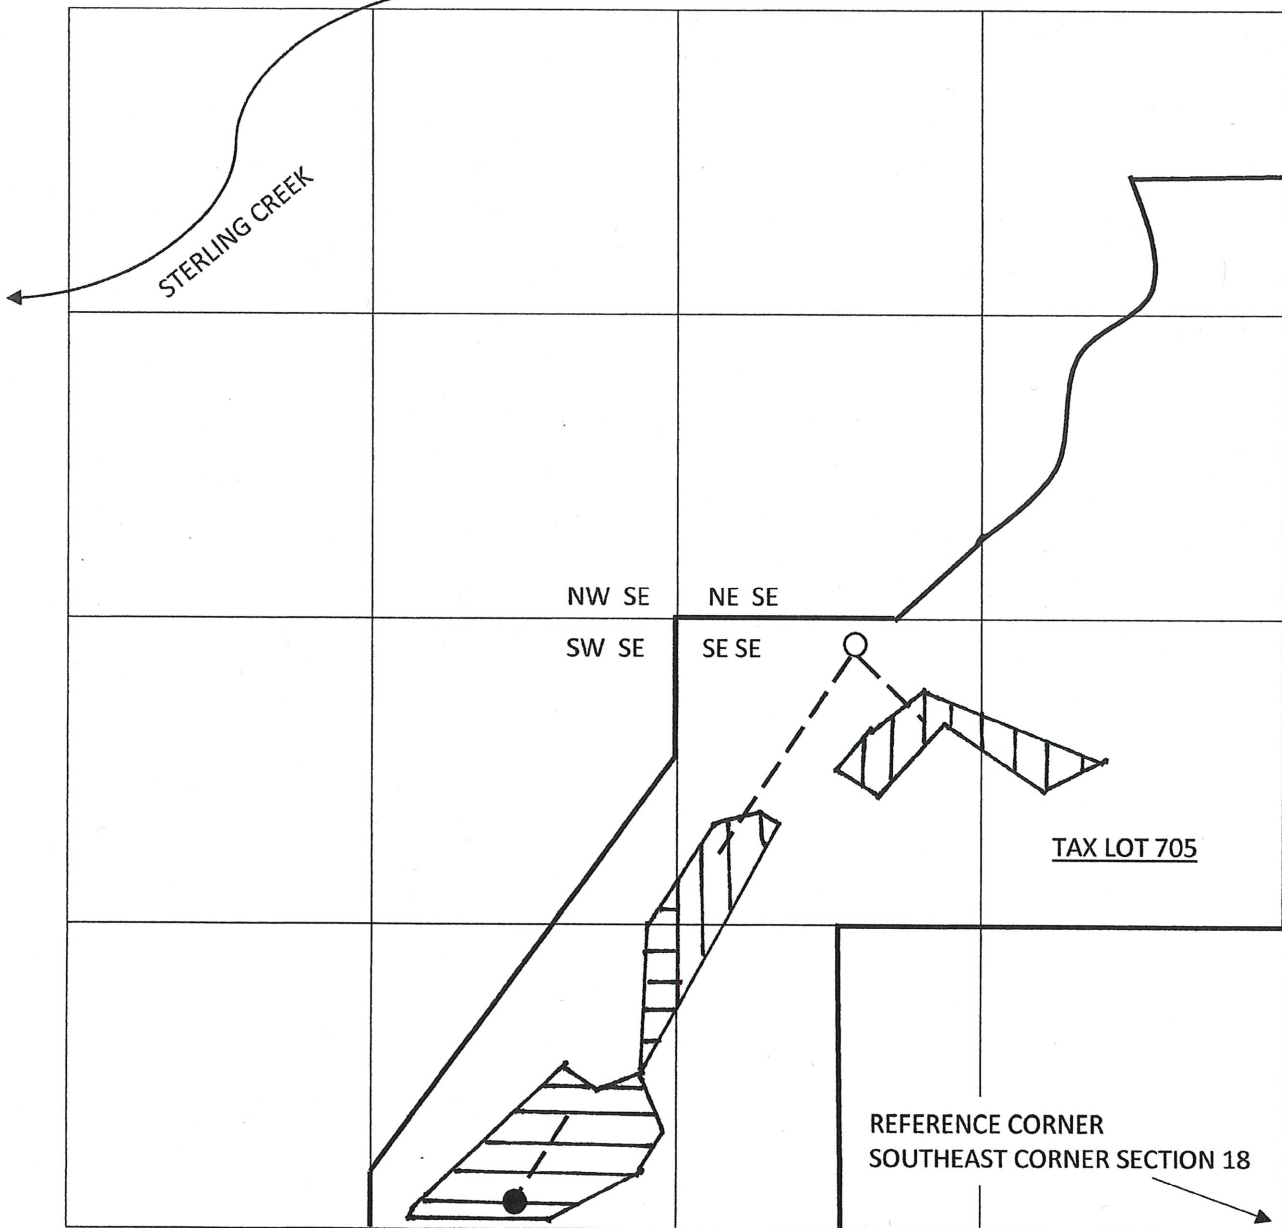 STERLING CREEK
NW SE NE SE
SW SE SE SE
TAX LOT 705
REFERENCE CORNER
SOUTHEAST CORNER SECTION 18